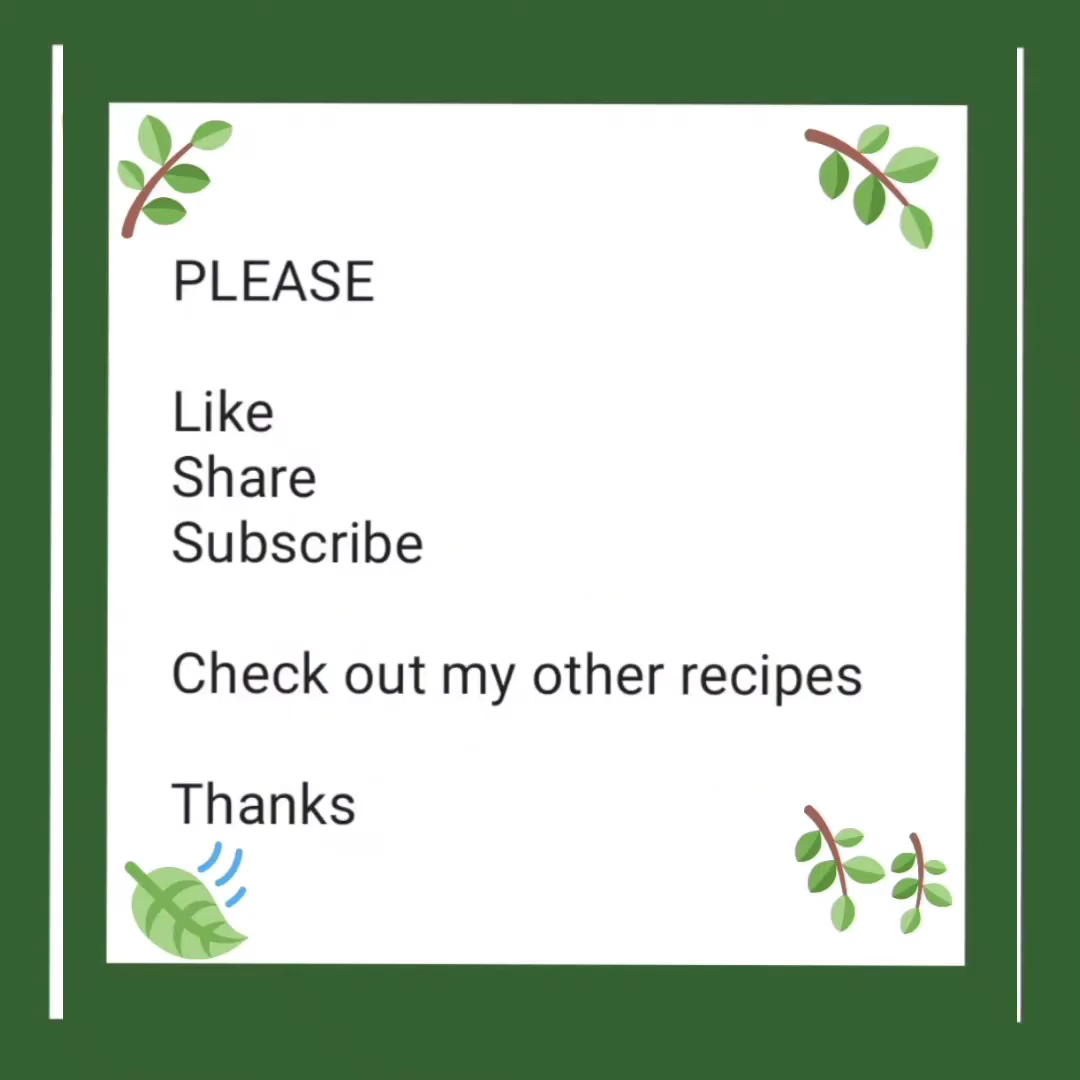 PLEASE
Like
Share
Subscribe
Check out my other recipes
Thanks